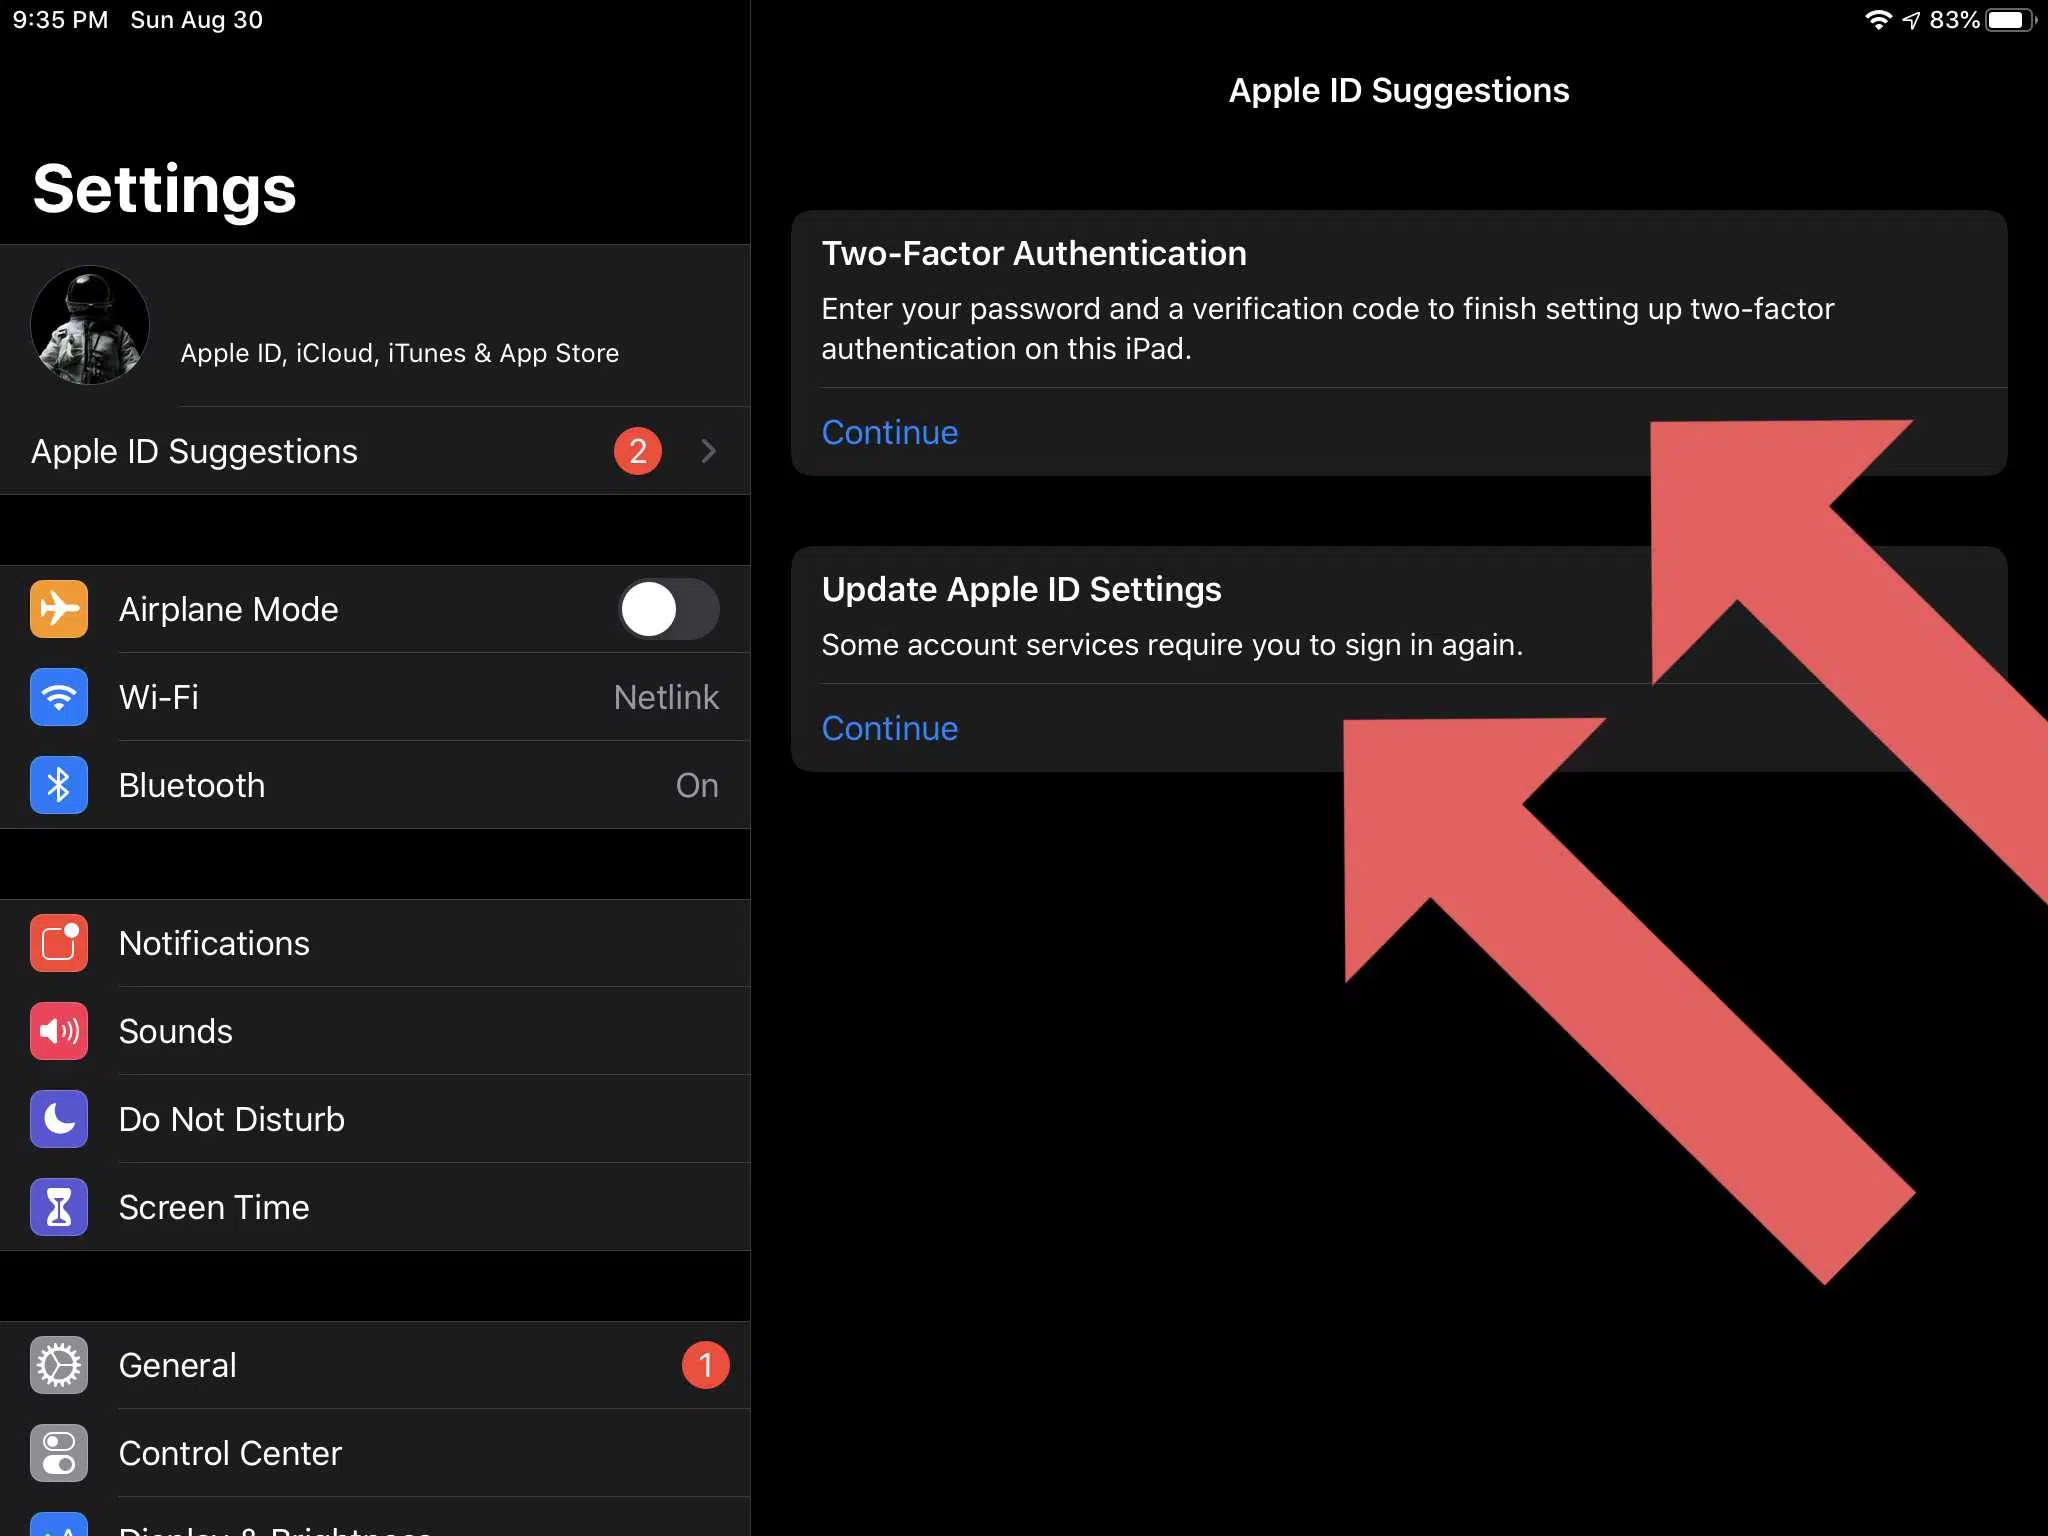 9:35 PM Sun Aug 30
83%
Settings
Apple ID, iCloud, iTunes & App Store
Apple ID Suggestions
2
Airplane Mode
Wi-Fi
Netlink
Bluetooth
On
Notifications
Sounds
Do Not Disturb
Screen Time
General
1
Control Center
Display & Brightness
Apple ID Suggestions
Two-Factor Authentication
Enter your password and a verification code to finish setting up two-factor
authentication on this iPad.
Continue
Update Apple ID Settings
Some account services require you to sign in again.
Continue